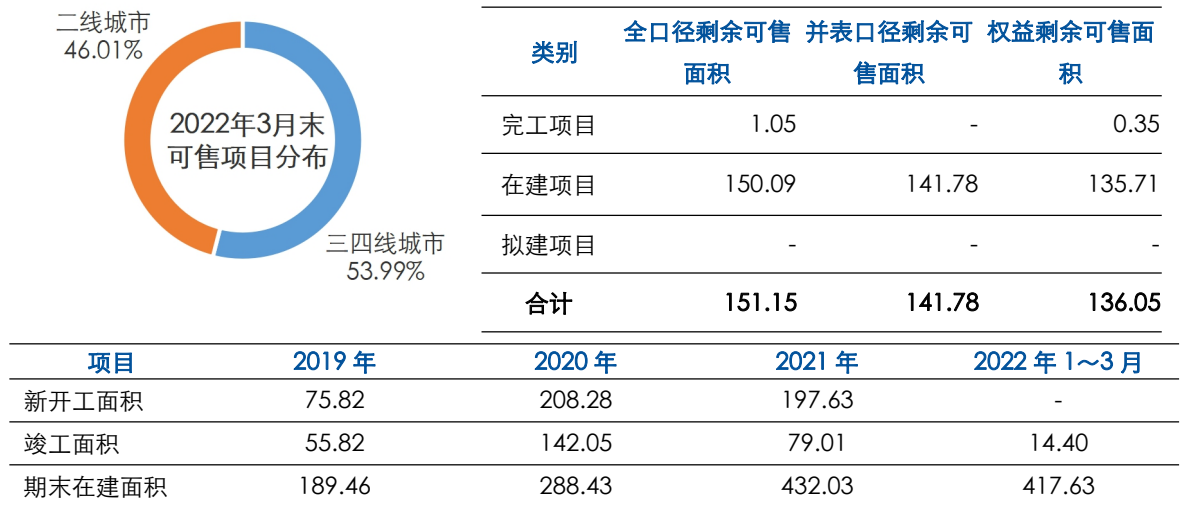 二线城市
46.01%
2022年3月末
可售项目分布
三四线城市
53.99%
类别 全口径剩余可售面积 并表口径剩余可售面积 权益剩余可售面积
完工项目 1.05 - 0.35
在建项目 150.09 141.78 135.71
拟建项目 - - -
合计 151.15 141.78 136.05
项目 2019 年 2020 年 2021 年 2022 年 1～3 月
新开工面积 75.82 208.28 197.63 -
竣工面积 55.82 142.05 79.01 14.40
期末在建面积 189.46 288.43 432.03 417.63